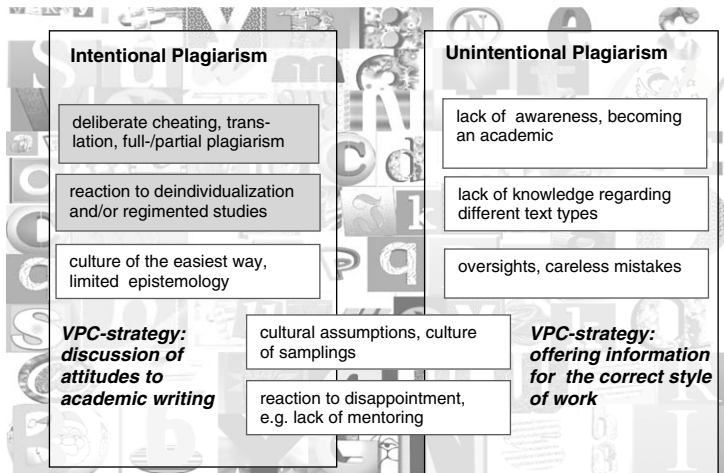 Intentional Plagiarism
deliberate cheating, trans-
lation, full-/partial plagiarism
reaction to deindividualization
and/or regimented studies
culture of the easiest way,
limited epistemology
VPC-strategy:
discussion of
attitudes to
academic writing
cultural assumptions, culture
of samplings
reaction to disappointment,
e.g. lack of mentoring
Unintentional Plagiarism
lack of awareness, becoming
an academic
lack of knowledge regarding
different text types
oversights, careless mistakes
VPC-strategy:
offering information
for the correct style
of work